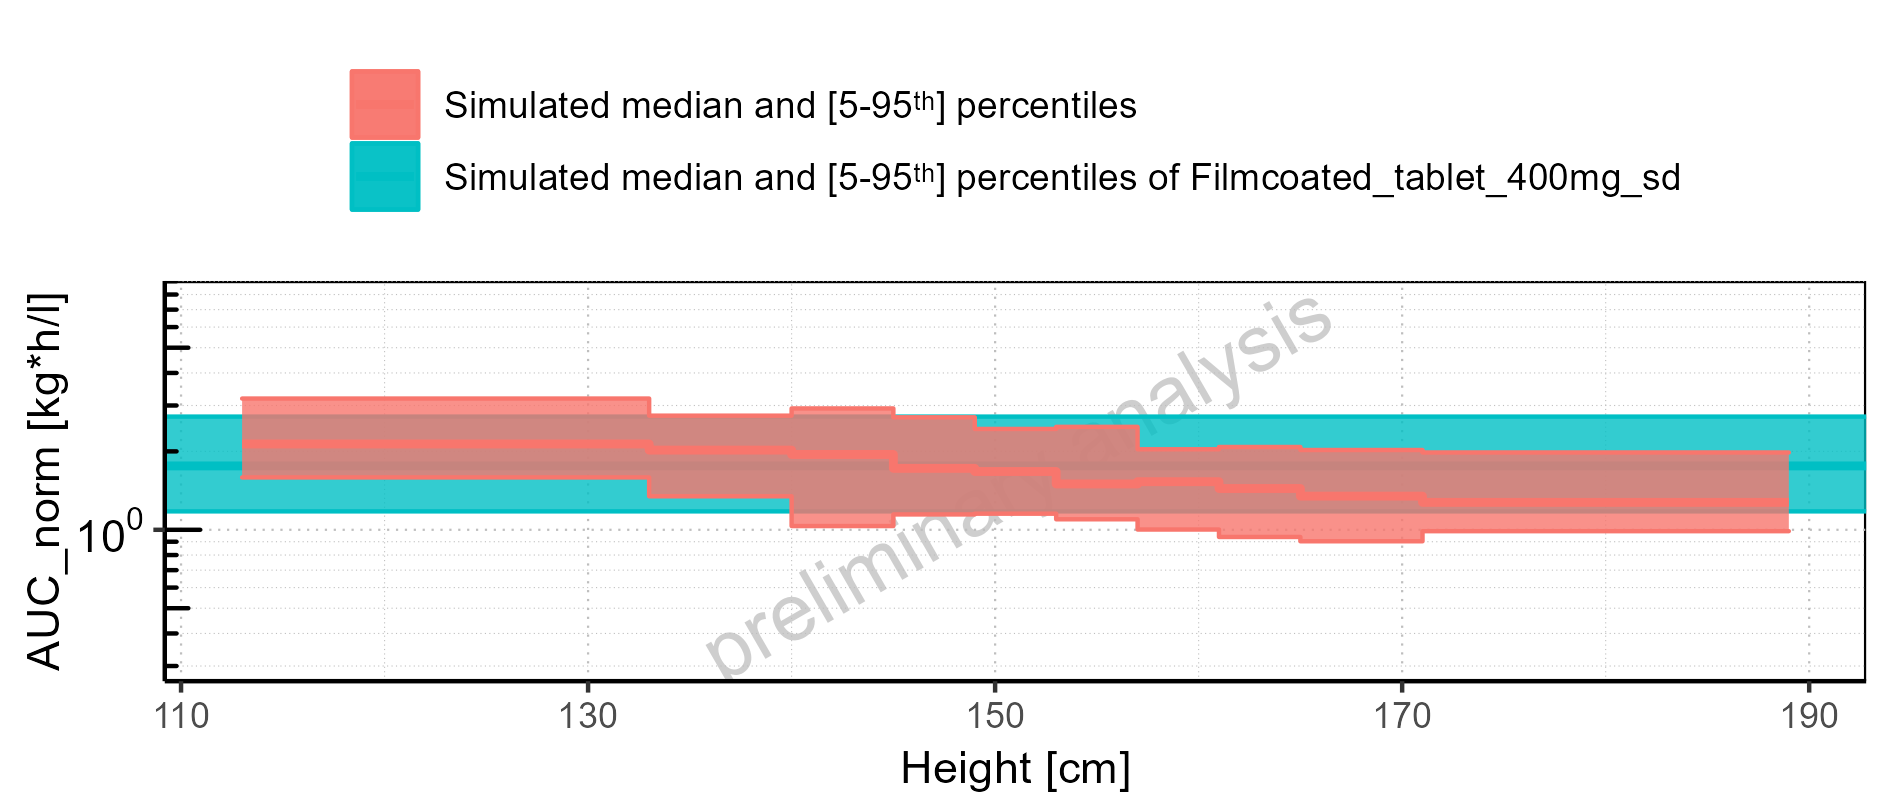 Simulated median and [5-95th] percentiles
Simulated median and [5-95th] percentiles of Filmcoated_tablet_400mg_sd
AUC_norm [kg*h/l]
10^0
preliminary analysis
110 130 150 170 190
Height [cm]